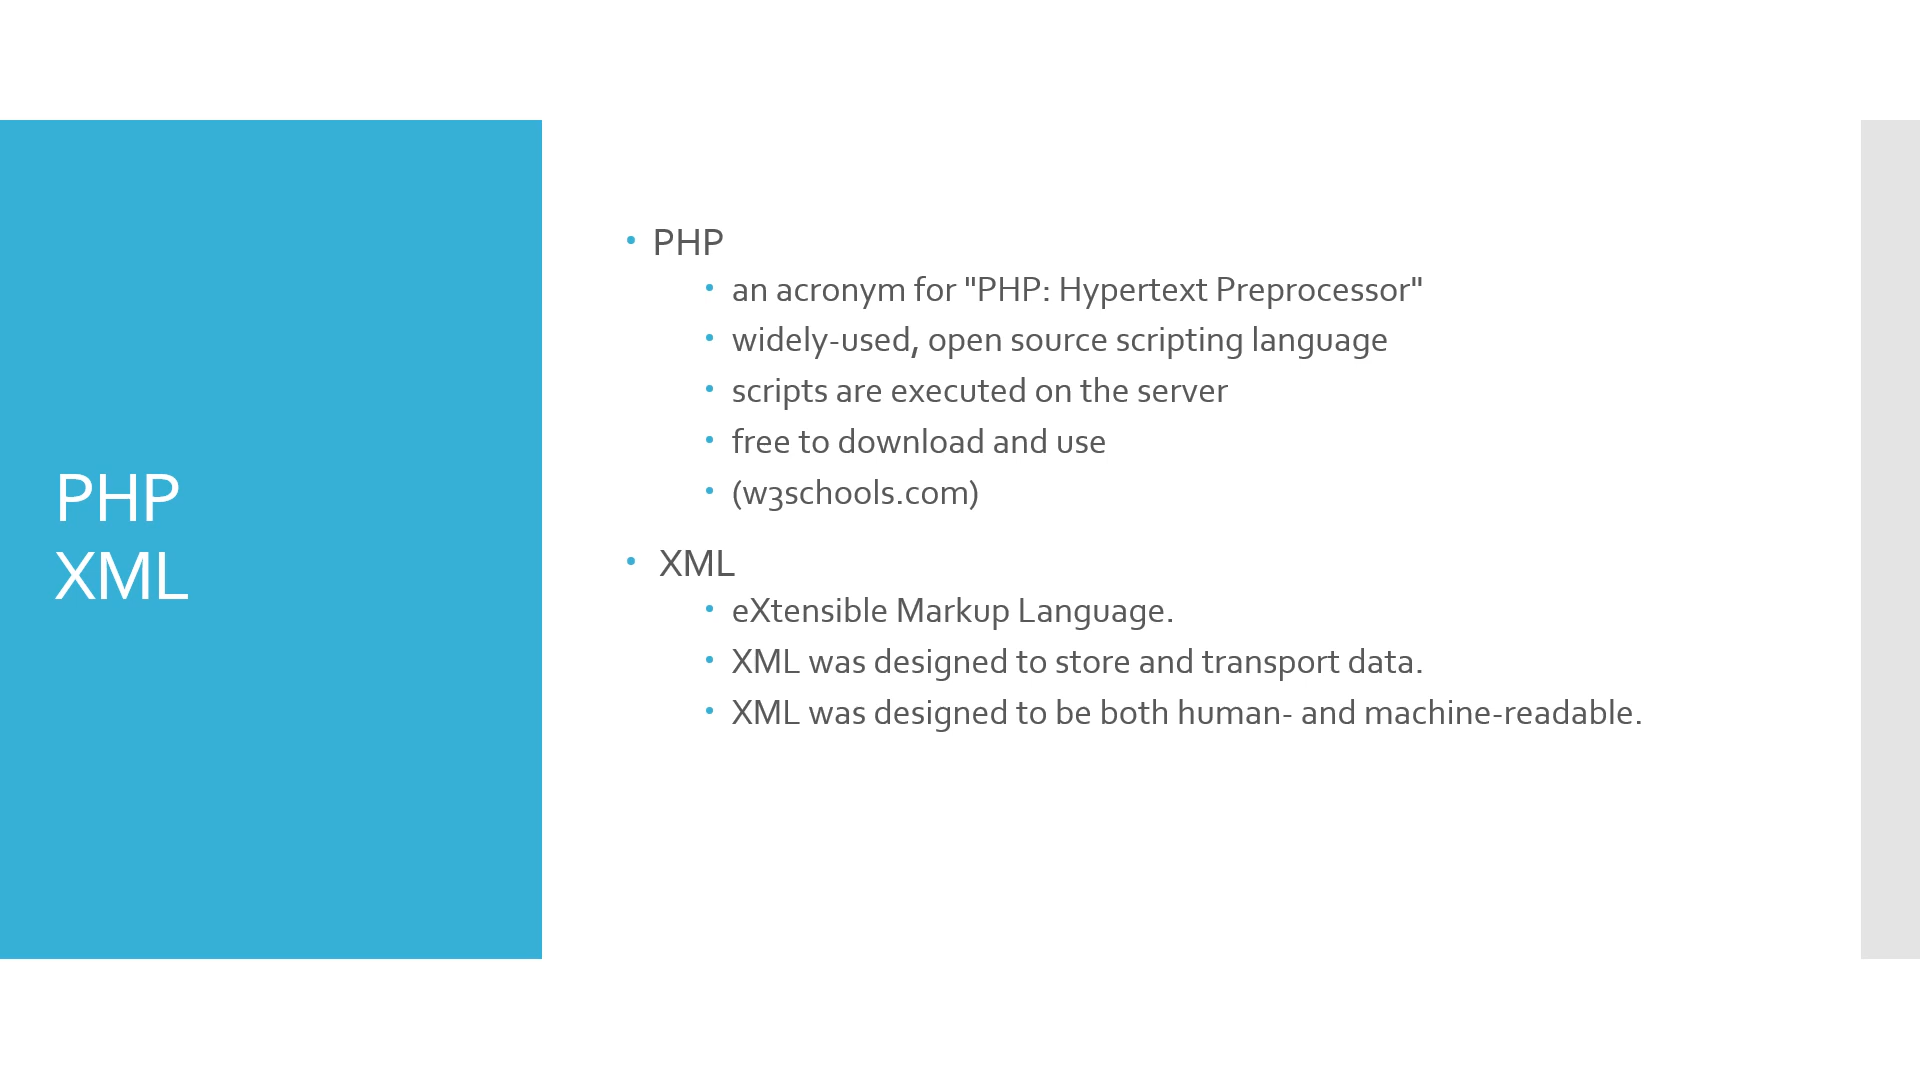 PHP
XML
PHP
an acronym for "PHP: Hypertext Preprocessor"
widely-used, open source scripting language
scripts are executed on the server
free to download and use
(w3schools.com)
XML
eXtensible Markup Language.
XML was designed to store and transport data.
XML was designed to be both human- and machine-readable.